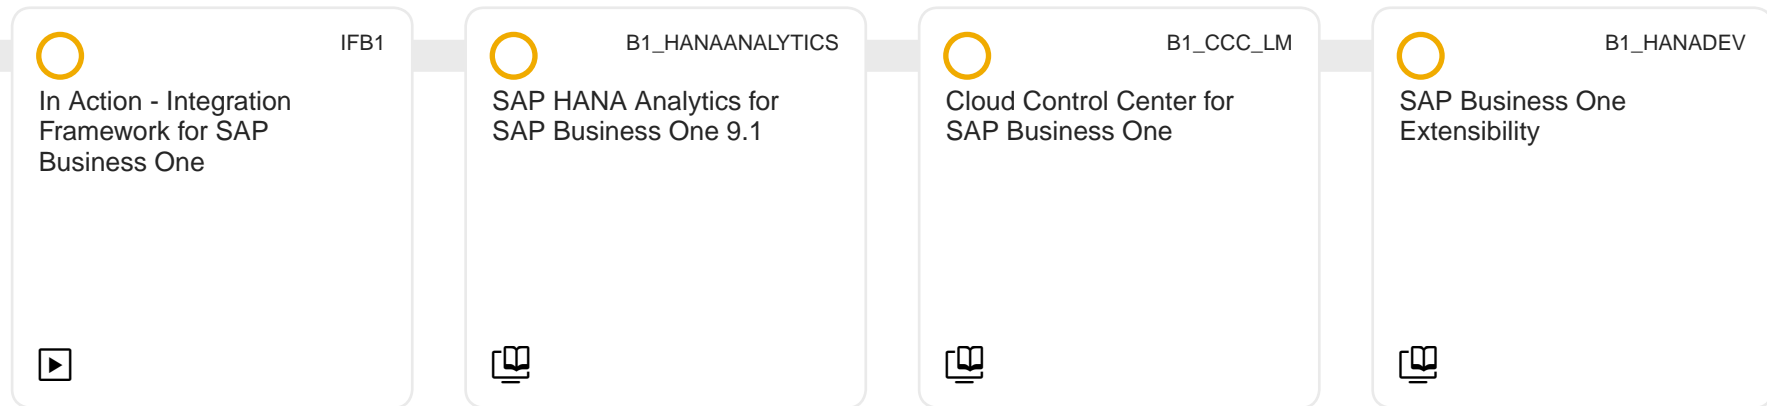 IFB1
In Action - Integration
Framework for SAP
Business One
B1_HANAANALYTICS
SAP HANA Analytics for
SAP Business One 9.1
B1_CCC_LM
Cloud Control Center for
SAP Business One
B1_HANADEV
SAP Business One
Extensibility